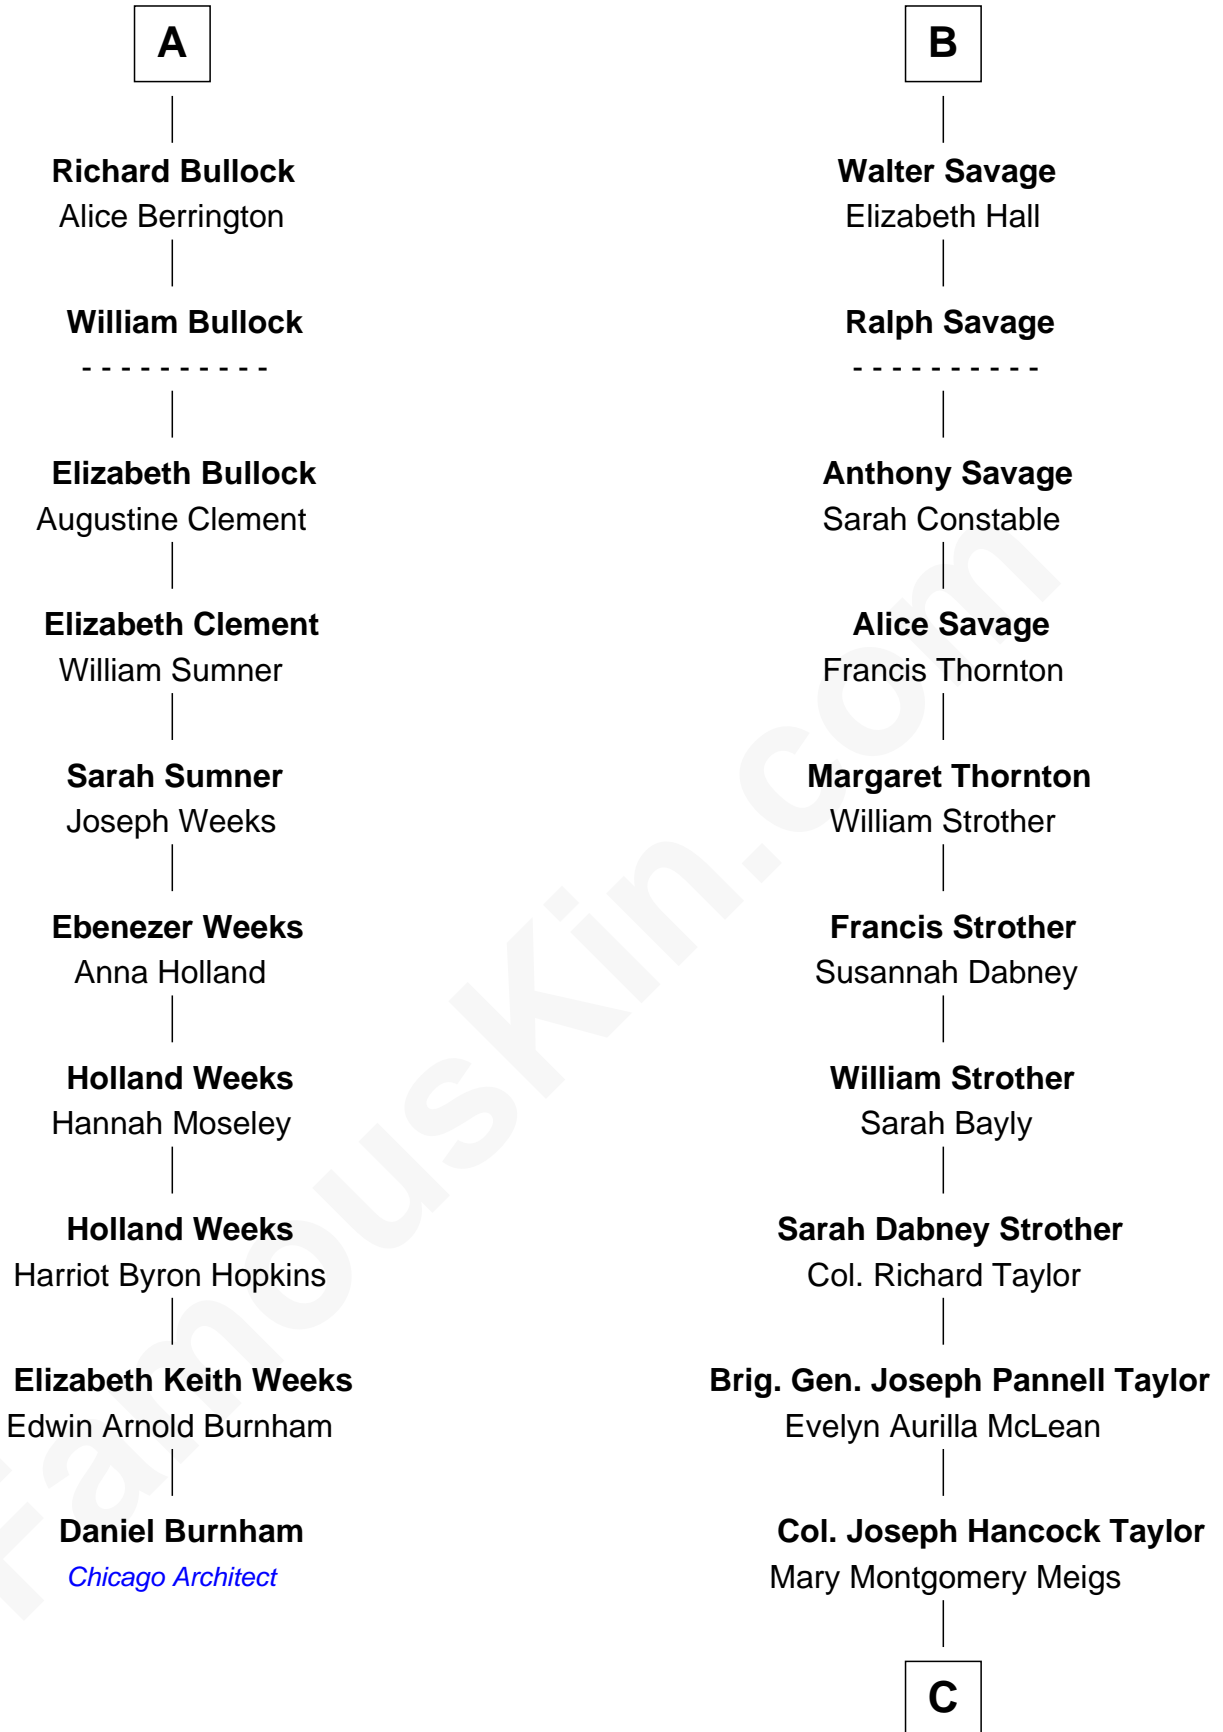 A
Richard Bullock
Alice Berrington
William Bullock
- - - - - - - - - -
Elizabeth Bullock
Augustine Clement
Elizabeth Clement
William Sumner
Sarah Sumner
Joseph Weeks
Ebenezer Weeks
Anna Holland
Holland Weeks
Hannah Moseley
Holland Weeks
Harriot Byron Hopkins
Elizabeth Keith Weeks
Edwin Arnold Burnham
Daniel Burnham
Chicago Architect
B
Walter Savage
Elizabeth Hall
Ralph Savage
- - - - - - - - - -
Anthony Savage
Sarah Constable
Alice Savage
Francis Thornton
Margaret Thornton
William Strother
Francis Strother
Susannah Dabney
William Strother
Sarah Bayly
Sarah Dabney Strother
Col. Richard Taylor
Brig. Gen. Joseph Pannell Taylor
Evelyn Aurilla McLean
Col. Joseph Hancock Taylor
Mary Montgomery Meigs
C
FamousKin.com